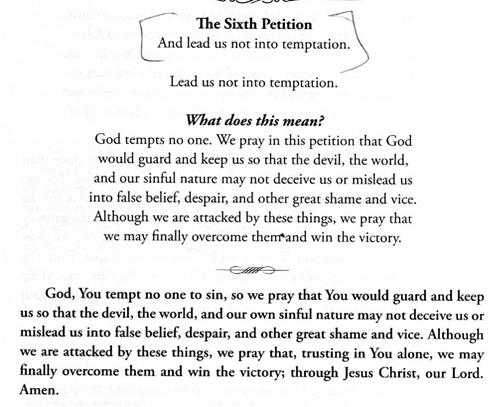 The Sixth Petition
And lead us not into temptation.
Lead us not into temptation.
What does this mean?
God tempts no one. We pray in this petition that God
would guard and keep us so that the devil, the world,
and our sinful nature may not deceive us or mislead us
into false belief, despair, and other great shame and vice.
Although we are attacked by these things, we pray that
we may finally overcome them and win the victory.
God, You tempt no one to sin, so we pray that You would guard and keep
us so that the devil, the world, and our own sinful nature may not deceive us or
mislead us into false belief, despair, and other great shame and vice. Although
we are attacked by these things, we pray that, trusting in You alone, we may
finally overcome them and win the victory; through Jesus Christ, our Lord.
Amen.